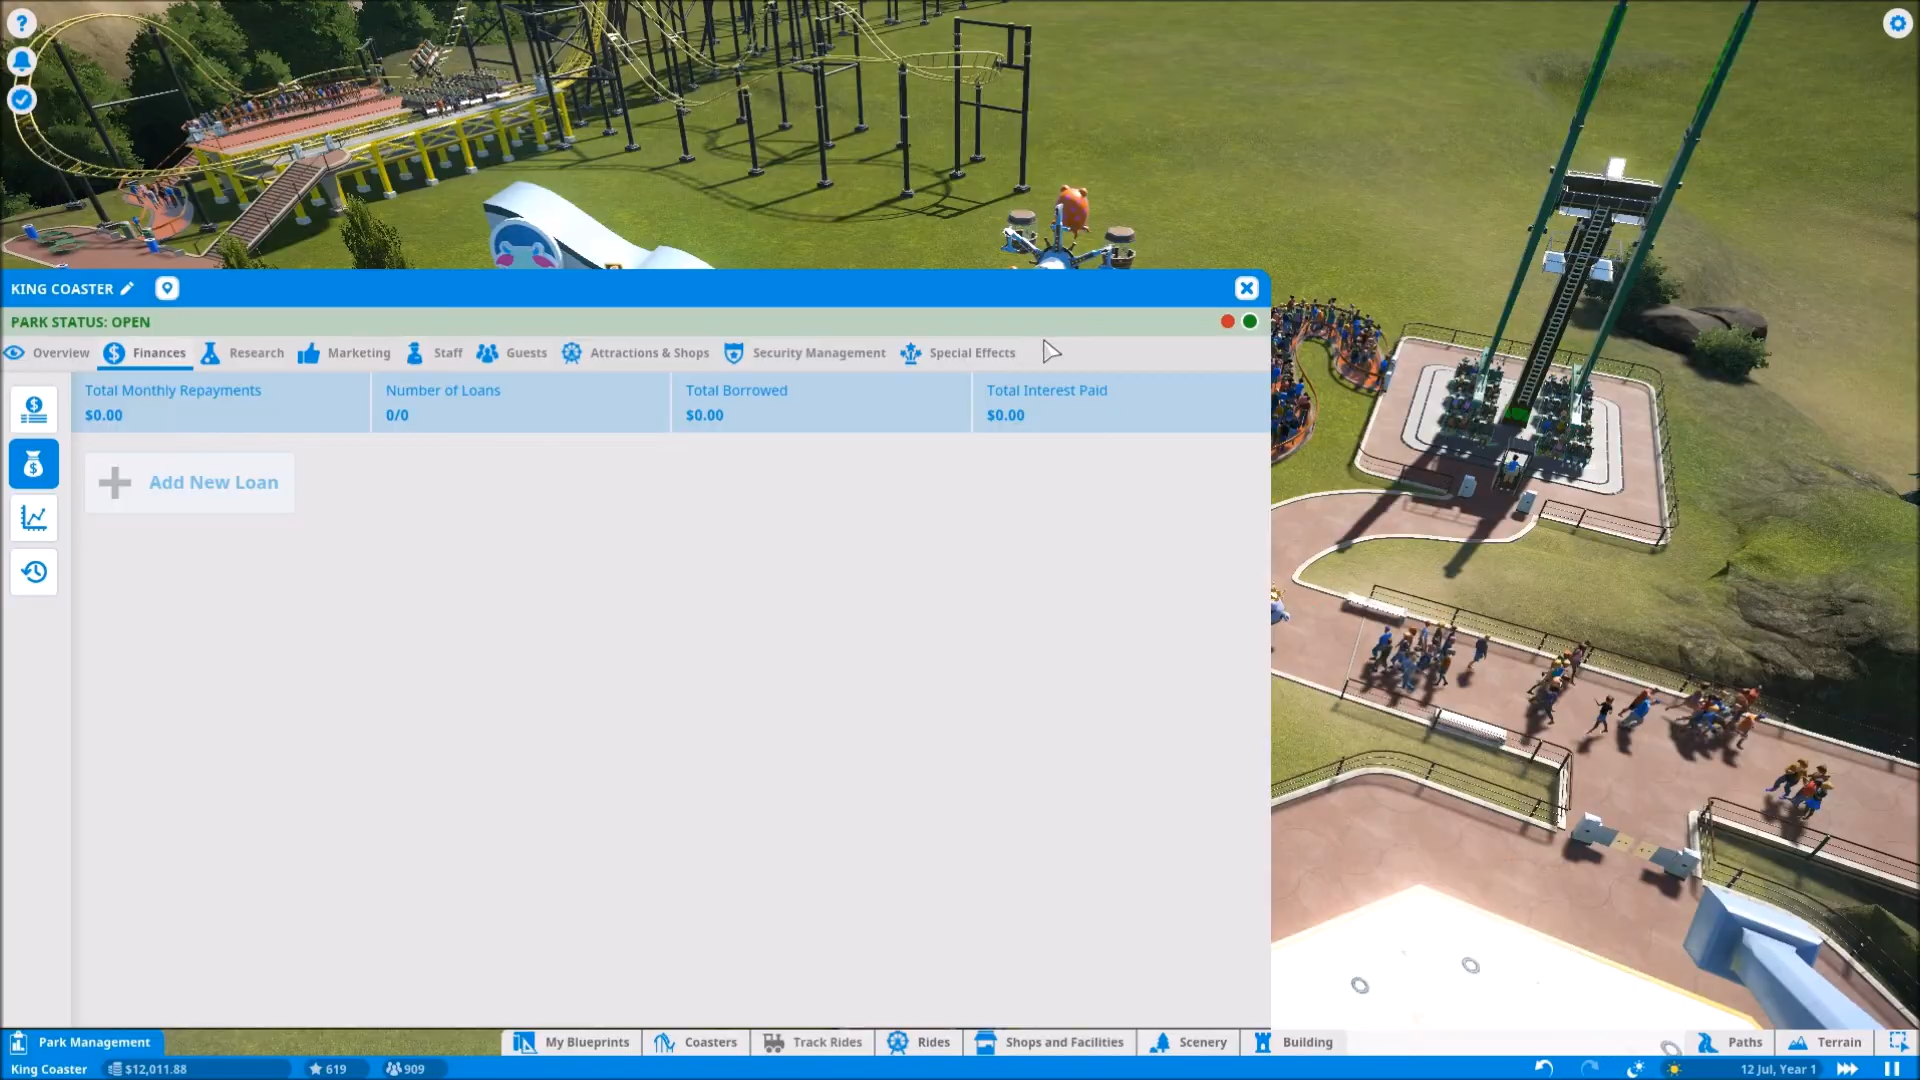 KING COASTER
PARK STATUS: OPEN
Overview Finances Research Marketing Staff Guests Attractions & Shops Security Management Special Effects
Total Monthly Repayments Number of Loans Total Borrowed Total Interest Paid
$0.00 0/0 $0.00 $0.00
Add New Loan
Park Management My Blueprints Coasters Track Rides Rides Shops and Facilities Scenery Building Paths Terrain
King Coaster $12,011.88 619 909 12 Jul, Year 1